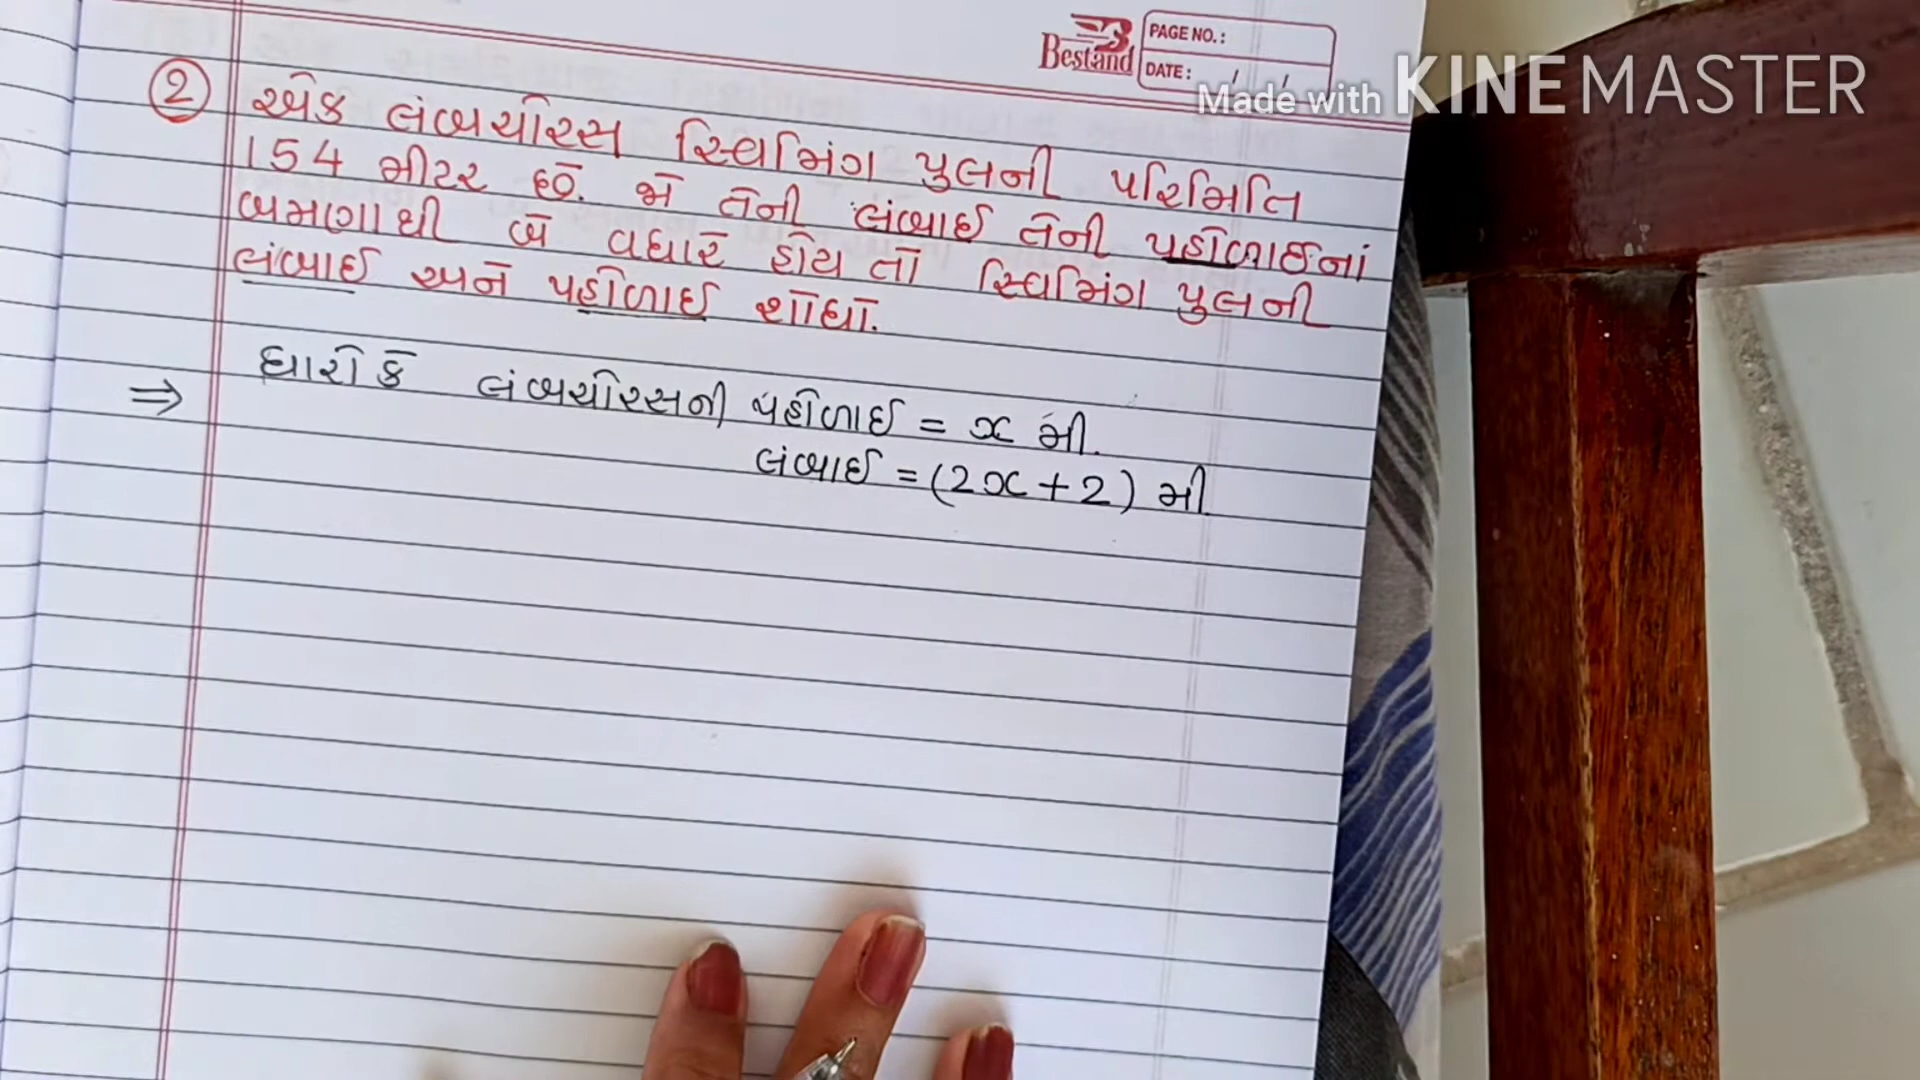 Bestand
PAGE NO.:
DATE: / /
Made with KINEMASTER
② એક લંબચોરસ સ્વિમિંગ પુલની પરિમિતિ
154 મીટર છે. જે તેની લંબાઈ તેની પહોળાઈનાં
બમણાથી બે વધારે હોય તો સ્વિમિંગ પુલની
લંબાઈ અને પહોળાઈ શોધો.
⇒ ધારો કે લંબચોરસની પહોળાઈ = x મી.
લંબાઈ = (2x + 2) મી.